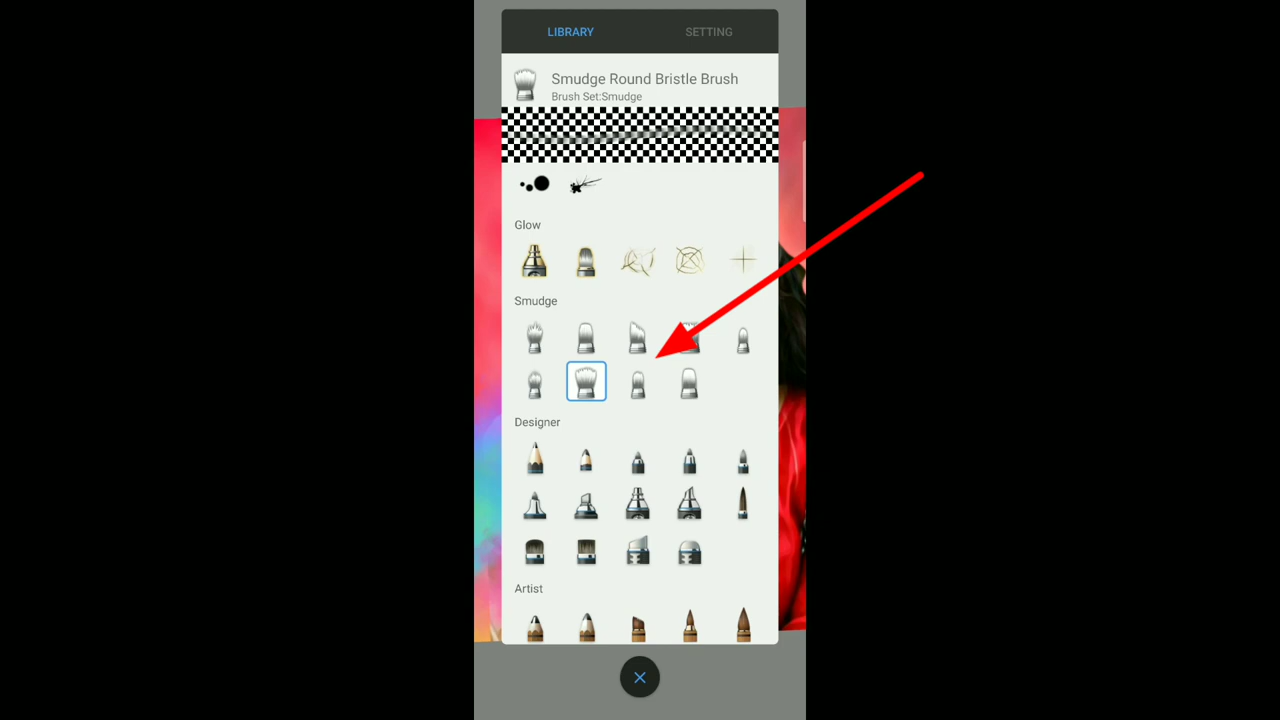 LIBRARY SETTING
Smudge Round Bristle Brush
Brush Set:Smudge
Glow
Smudge
Designer
Artist